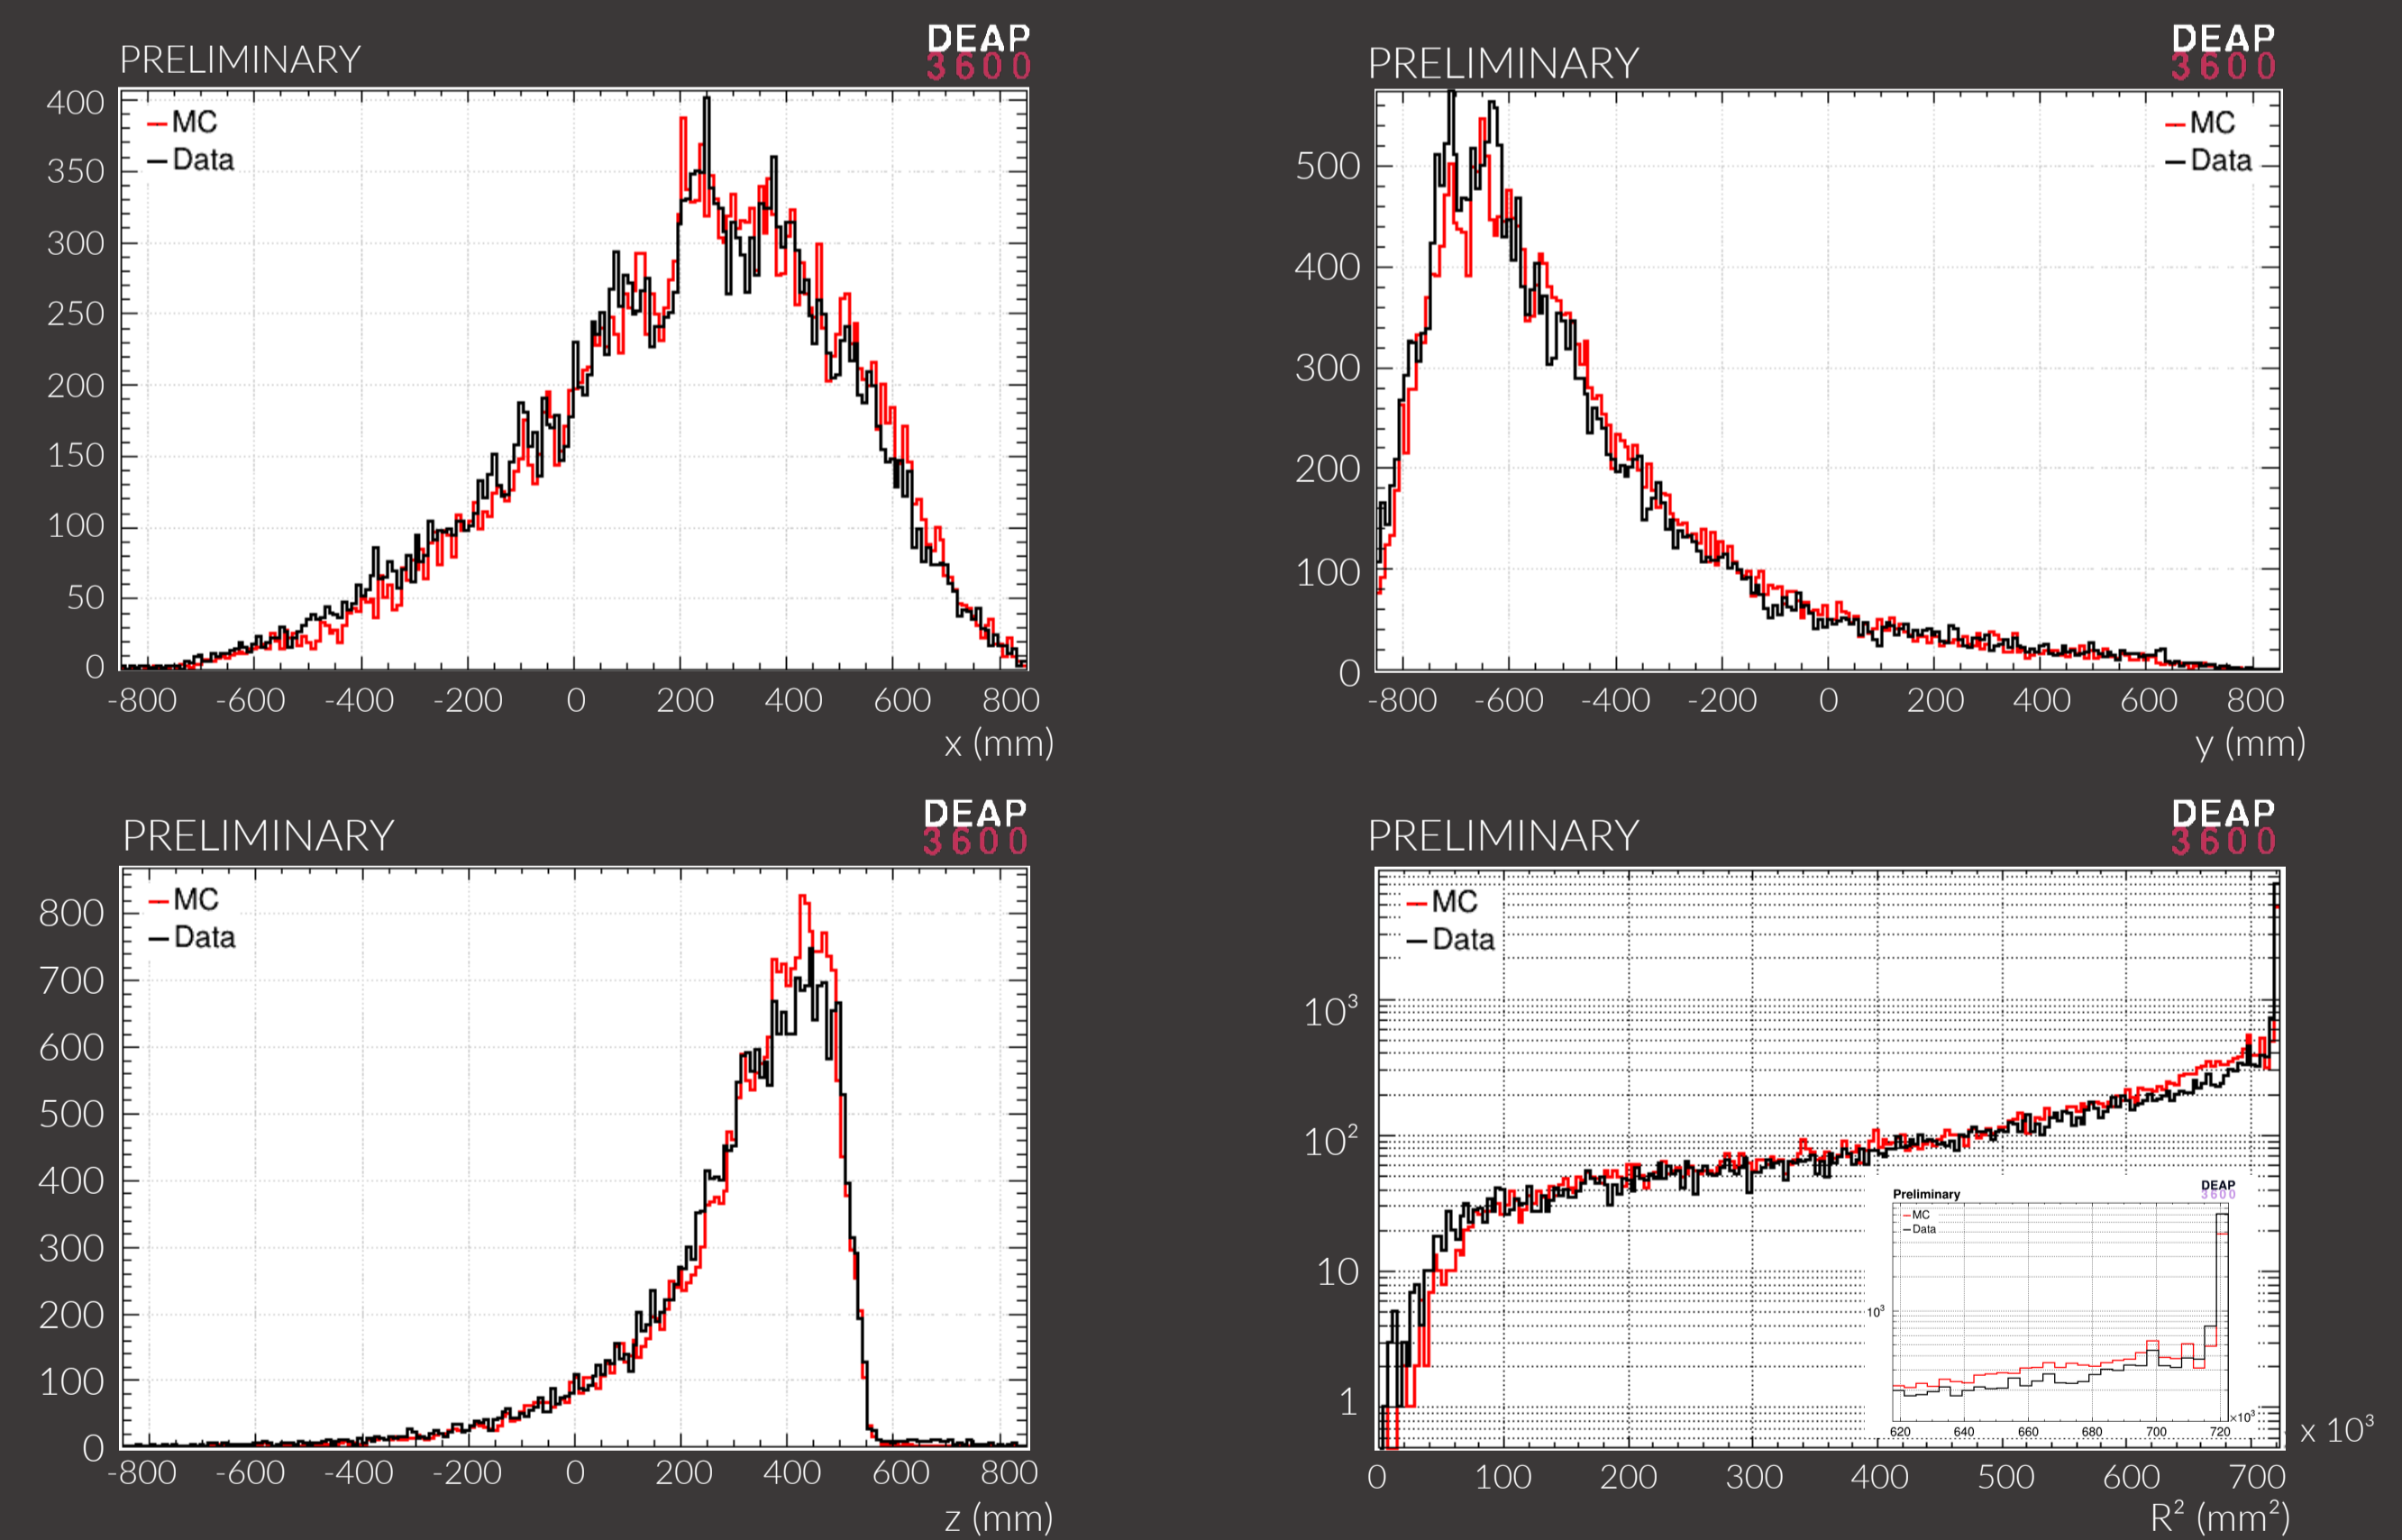 PRELIMINARY
DEAP
3600
MC
Data
400
350
300
250
200
150
100
50
0
-800 -600 -400 -200 0 200 400 600 800
x (mm)
PRELIMINARY
DEAP
3600
MC
Data
500
400
300
200
100
0
-800 -600 -400 -200 0 200 400 600 800
y (mm)
PRELIMINARY
DEAP
3600
MC
Data
800
700
600
500
400
300
200
100
0
-800 -600 -400 -200 0 200 400 600 800
z (mm)
PRELIMINARY
DEAP
3600
MC
Data
10³
10²
10
1
Preliminary
DEAP
3600
MC
Data
10³
×10³
620 640 660 680 700 720
x 10³
0 100 200 300 400 500 600 700
R² (mm²)